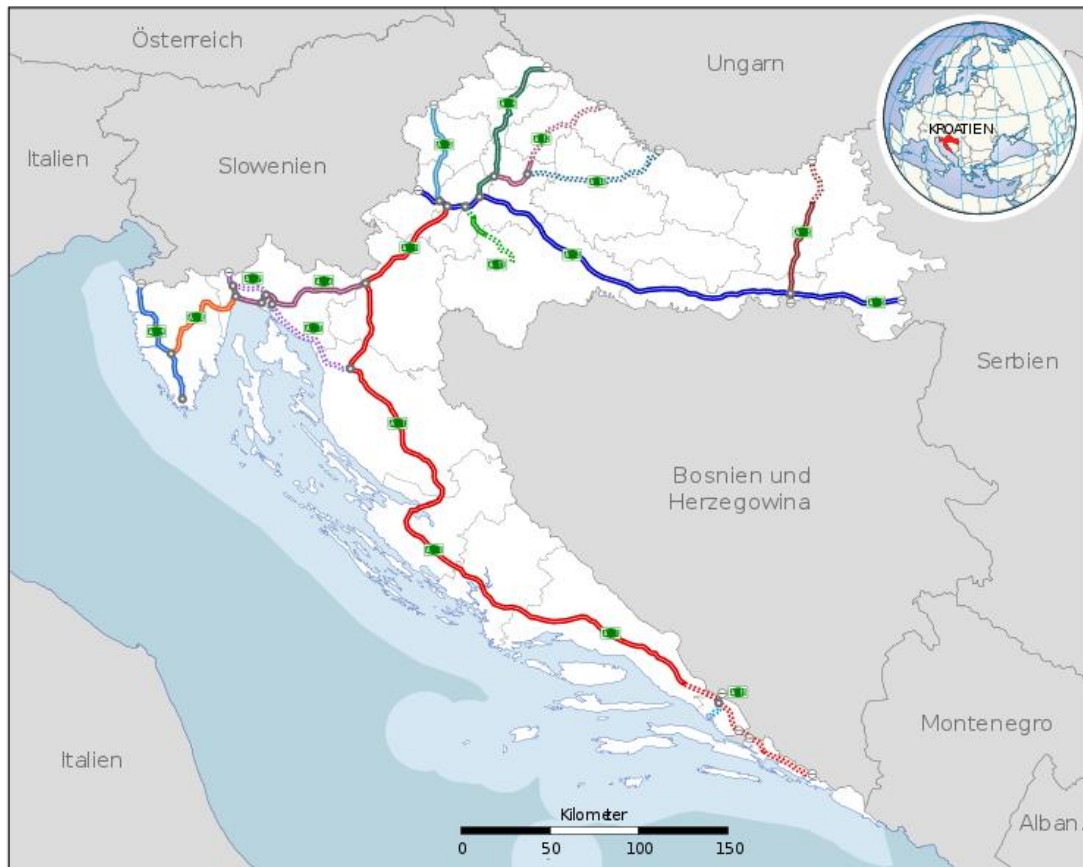 Österreich
Ungarn
KROATIEN
Italien
Slowenien
Serbien
Bosnien und
Herzegowina
Montenegro
Italien
Kilometer
0 50 100 150
Alban.